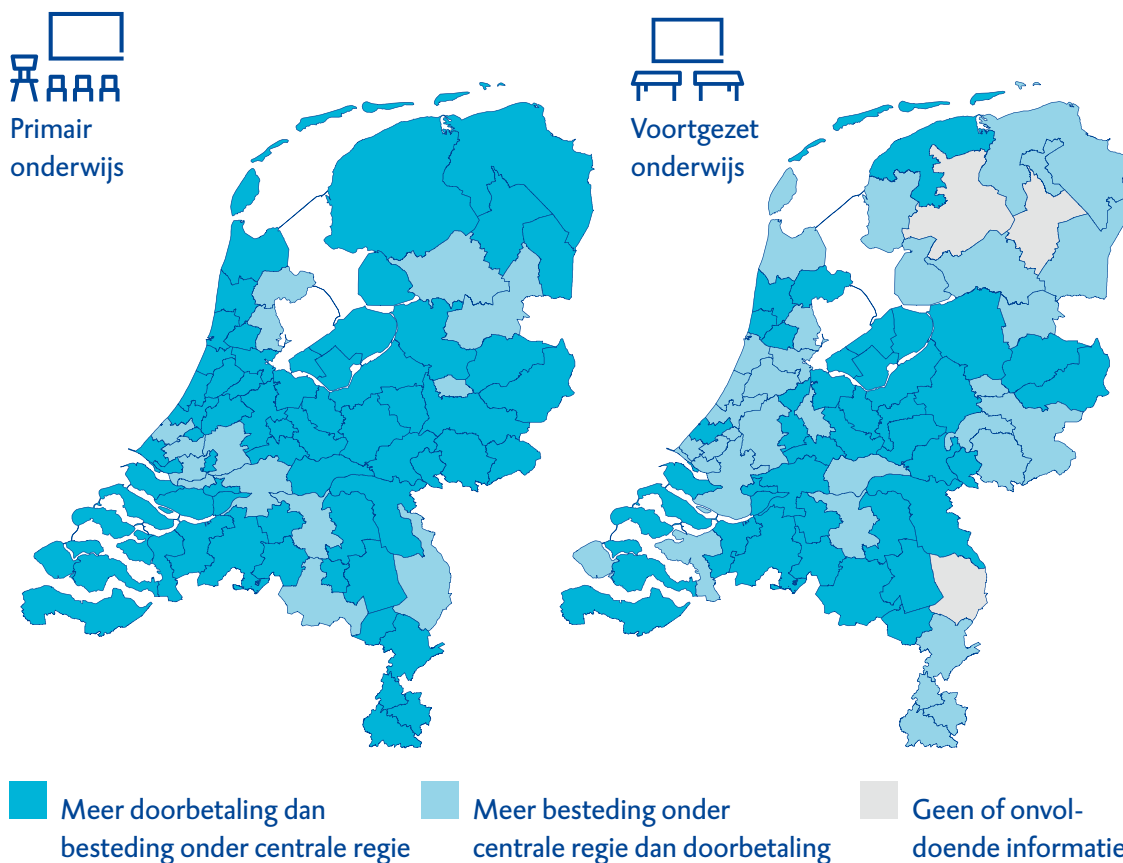 Primair
onderwijs
Voortgezet
onderwijs
Meer doorbetaling dan
besteding onder centrale regie
Meer besteding onder
centrale regie dan doorbetaling
Geen of onvol-
doende informatie